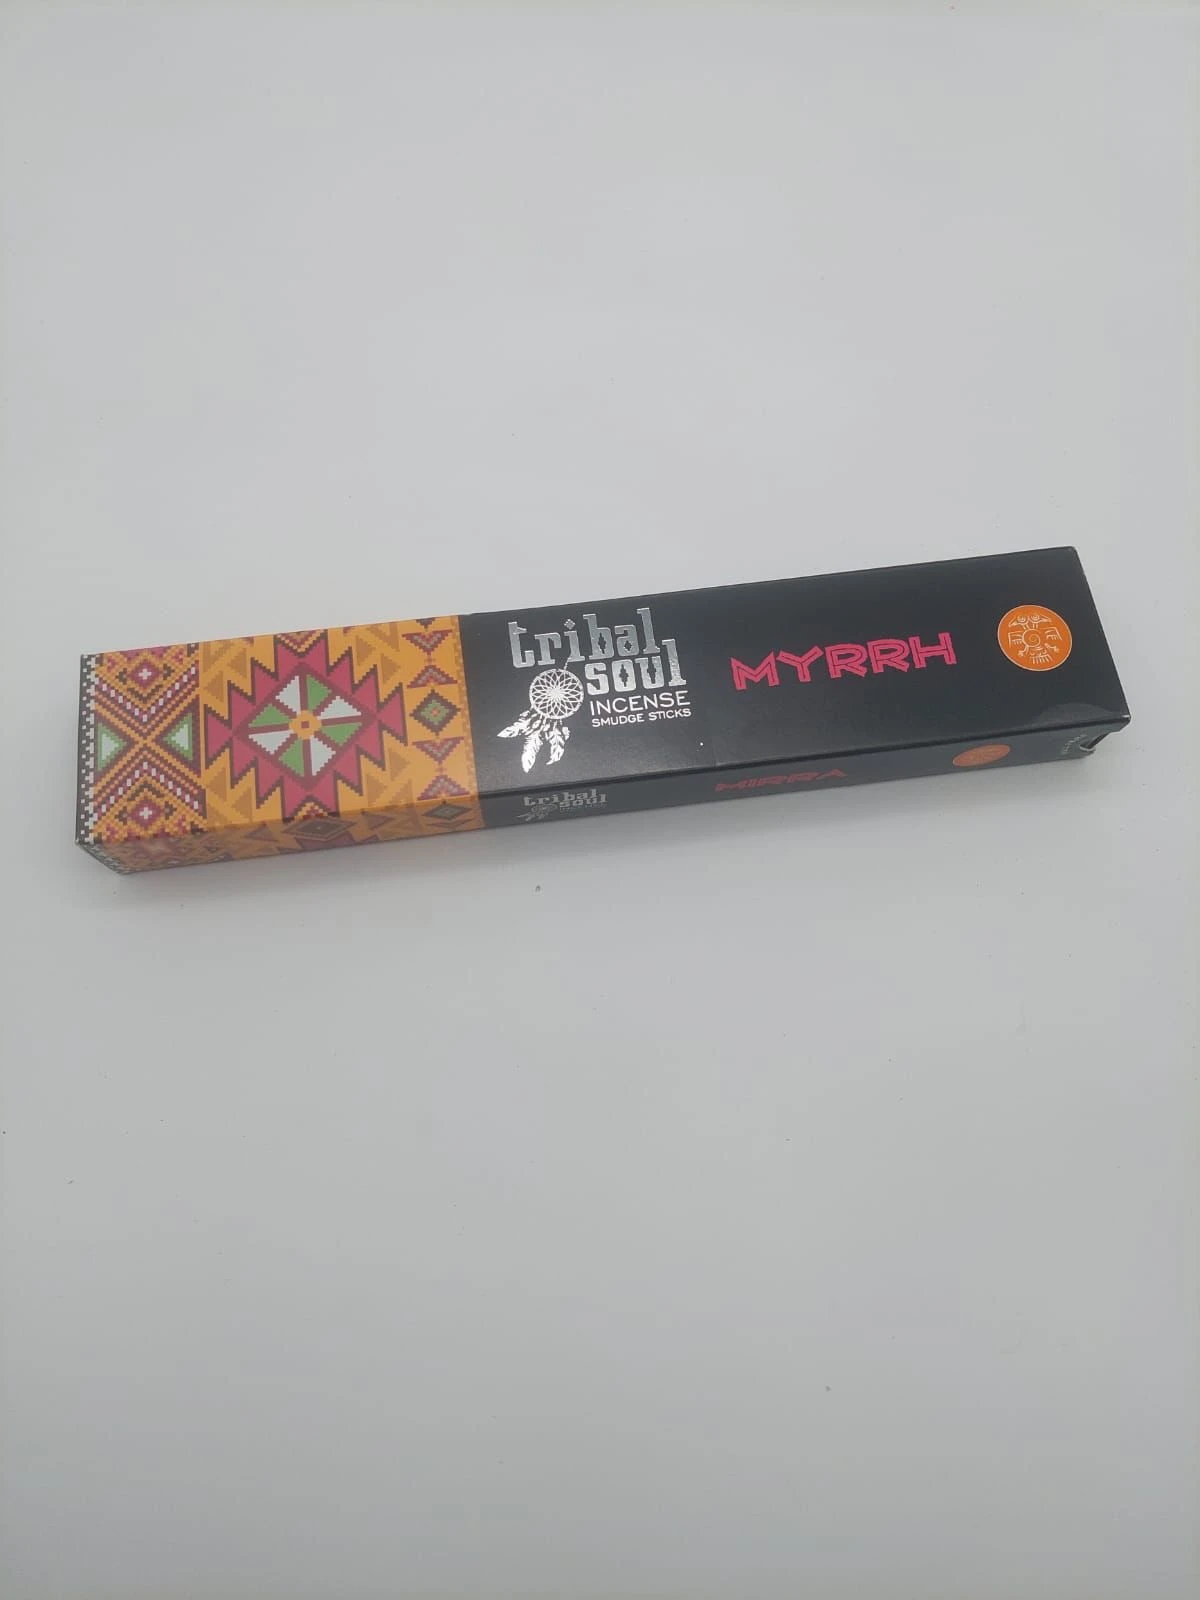 tribal
soul
INCENSE
SMUDGE STICKS
MYRRH
tribal
soul
MIRRA